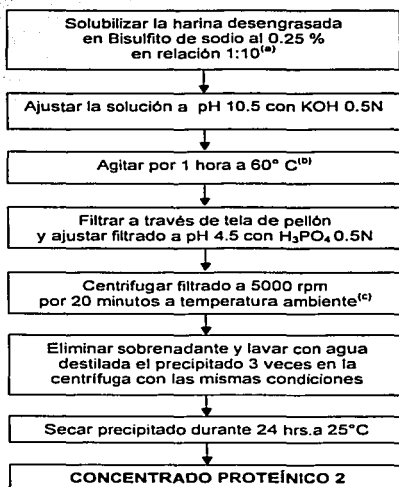 Solubilizar la harina desengrasada
en Bisulfito de sodio al 0.25 %
en relación 1:10(a)
Ajustar la solución a pH 10.5 con KOH 0.5N
Agitar por 1 hora a 60° C(b)
Filtrar a través de tela de pellón
y ajustar filtrado a pH 4.5 con H₃PO₄ 0.5N
Centrifugar filtrado a 5000 rpm
por 20 minutos a temperatura ambiente(c)
Eliminar sobrenadante y lavar con agua
destilada el precipitado 3 veces en la
centrífuga con las mismas condiciones
Secar precipitado durante 24 hrs.a 25°C
CONCENTRADO PROTEÍNICO 2